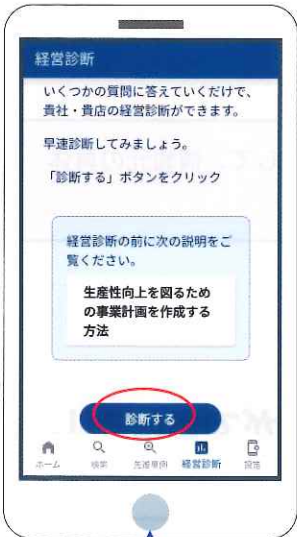 経営診断
いくつかの質問に答えていくだけで、
貴社・貴店の経営診断ができます。
早速診断してみましょう。
「診断する」ボタンをクリック
経営診断の前に次の説明をご
覧ください。
生産性向上を図るため
の事業計画を作成する
方法
診断する
ホーム
検索
先進事例
経営診断
設定